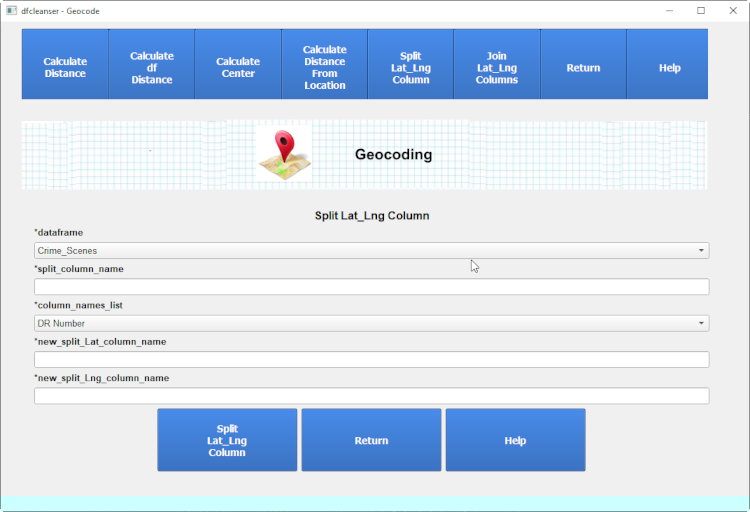 dfcleanser - Geocode
Calculate
Distance
Calculate
df
Distance
Calculate
Center
Calculate
Distance
From
Location
Split
Lat_Lng
Column
Join
Lat_Lng
Columns
Return
Help
Geocoding
Split Lat_Lng Column
*dataframe
Crime_Scenes
*split_column_name
*column_names_list
DR Number
*new_split_Lat_column_name
*new_split_Lng_column_name
Split
Lat_Lng
Column
Return
Help